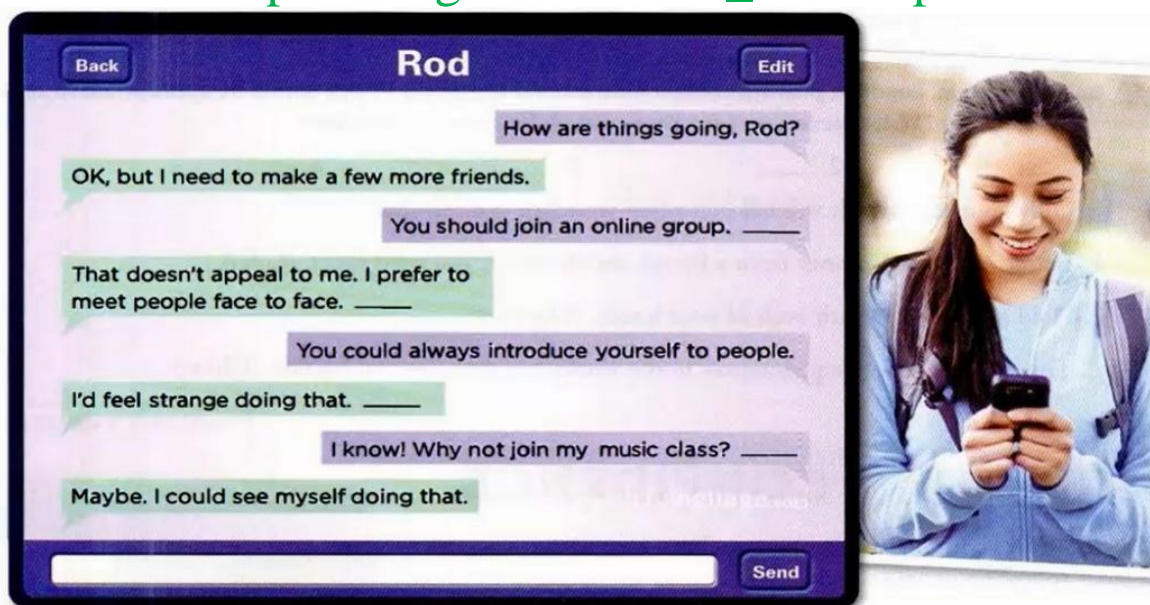 Back
Rod
Edit
How are things going, Rod?
OK, but I need to make a few more friends.
You should join an online group. _____
That doesn't appeal to me. I prefer to
meet people face to face. _____
You could always introduce yourself to people.
I'd feel strange doing that. _____
I know! Why not join my music class? _____
Maybe. I could see myself doing that.
Send